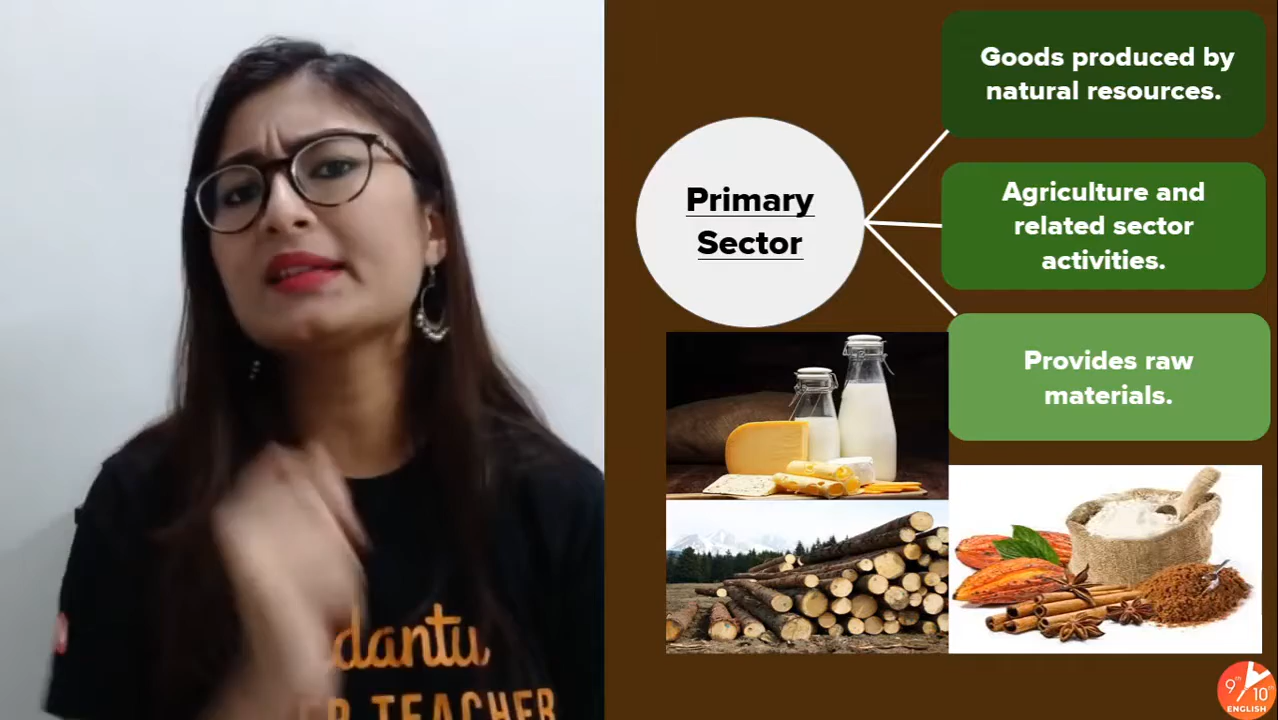 Goods produced by
natural resources.
Primary
Sector
Agriculture and
related sector
activities.
Provides raw
materials.
dantu
TEACHER
9th
10th
ENGLISH